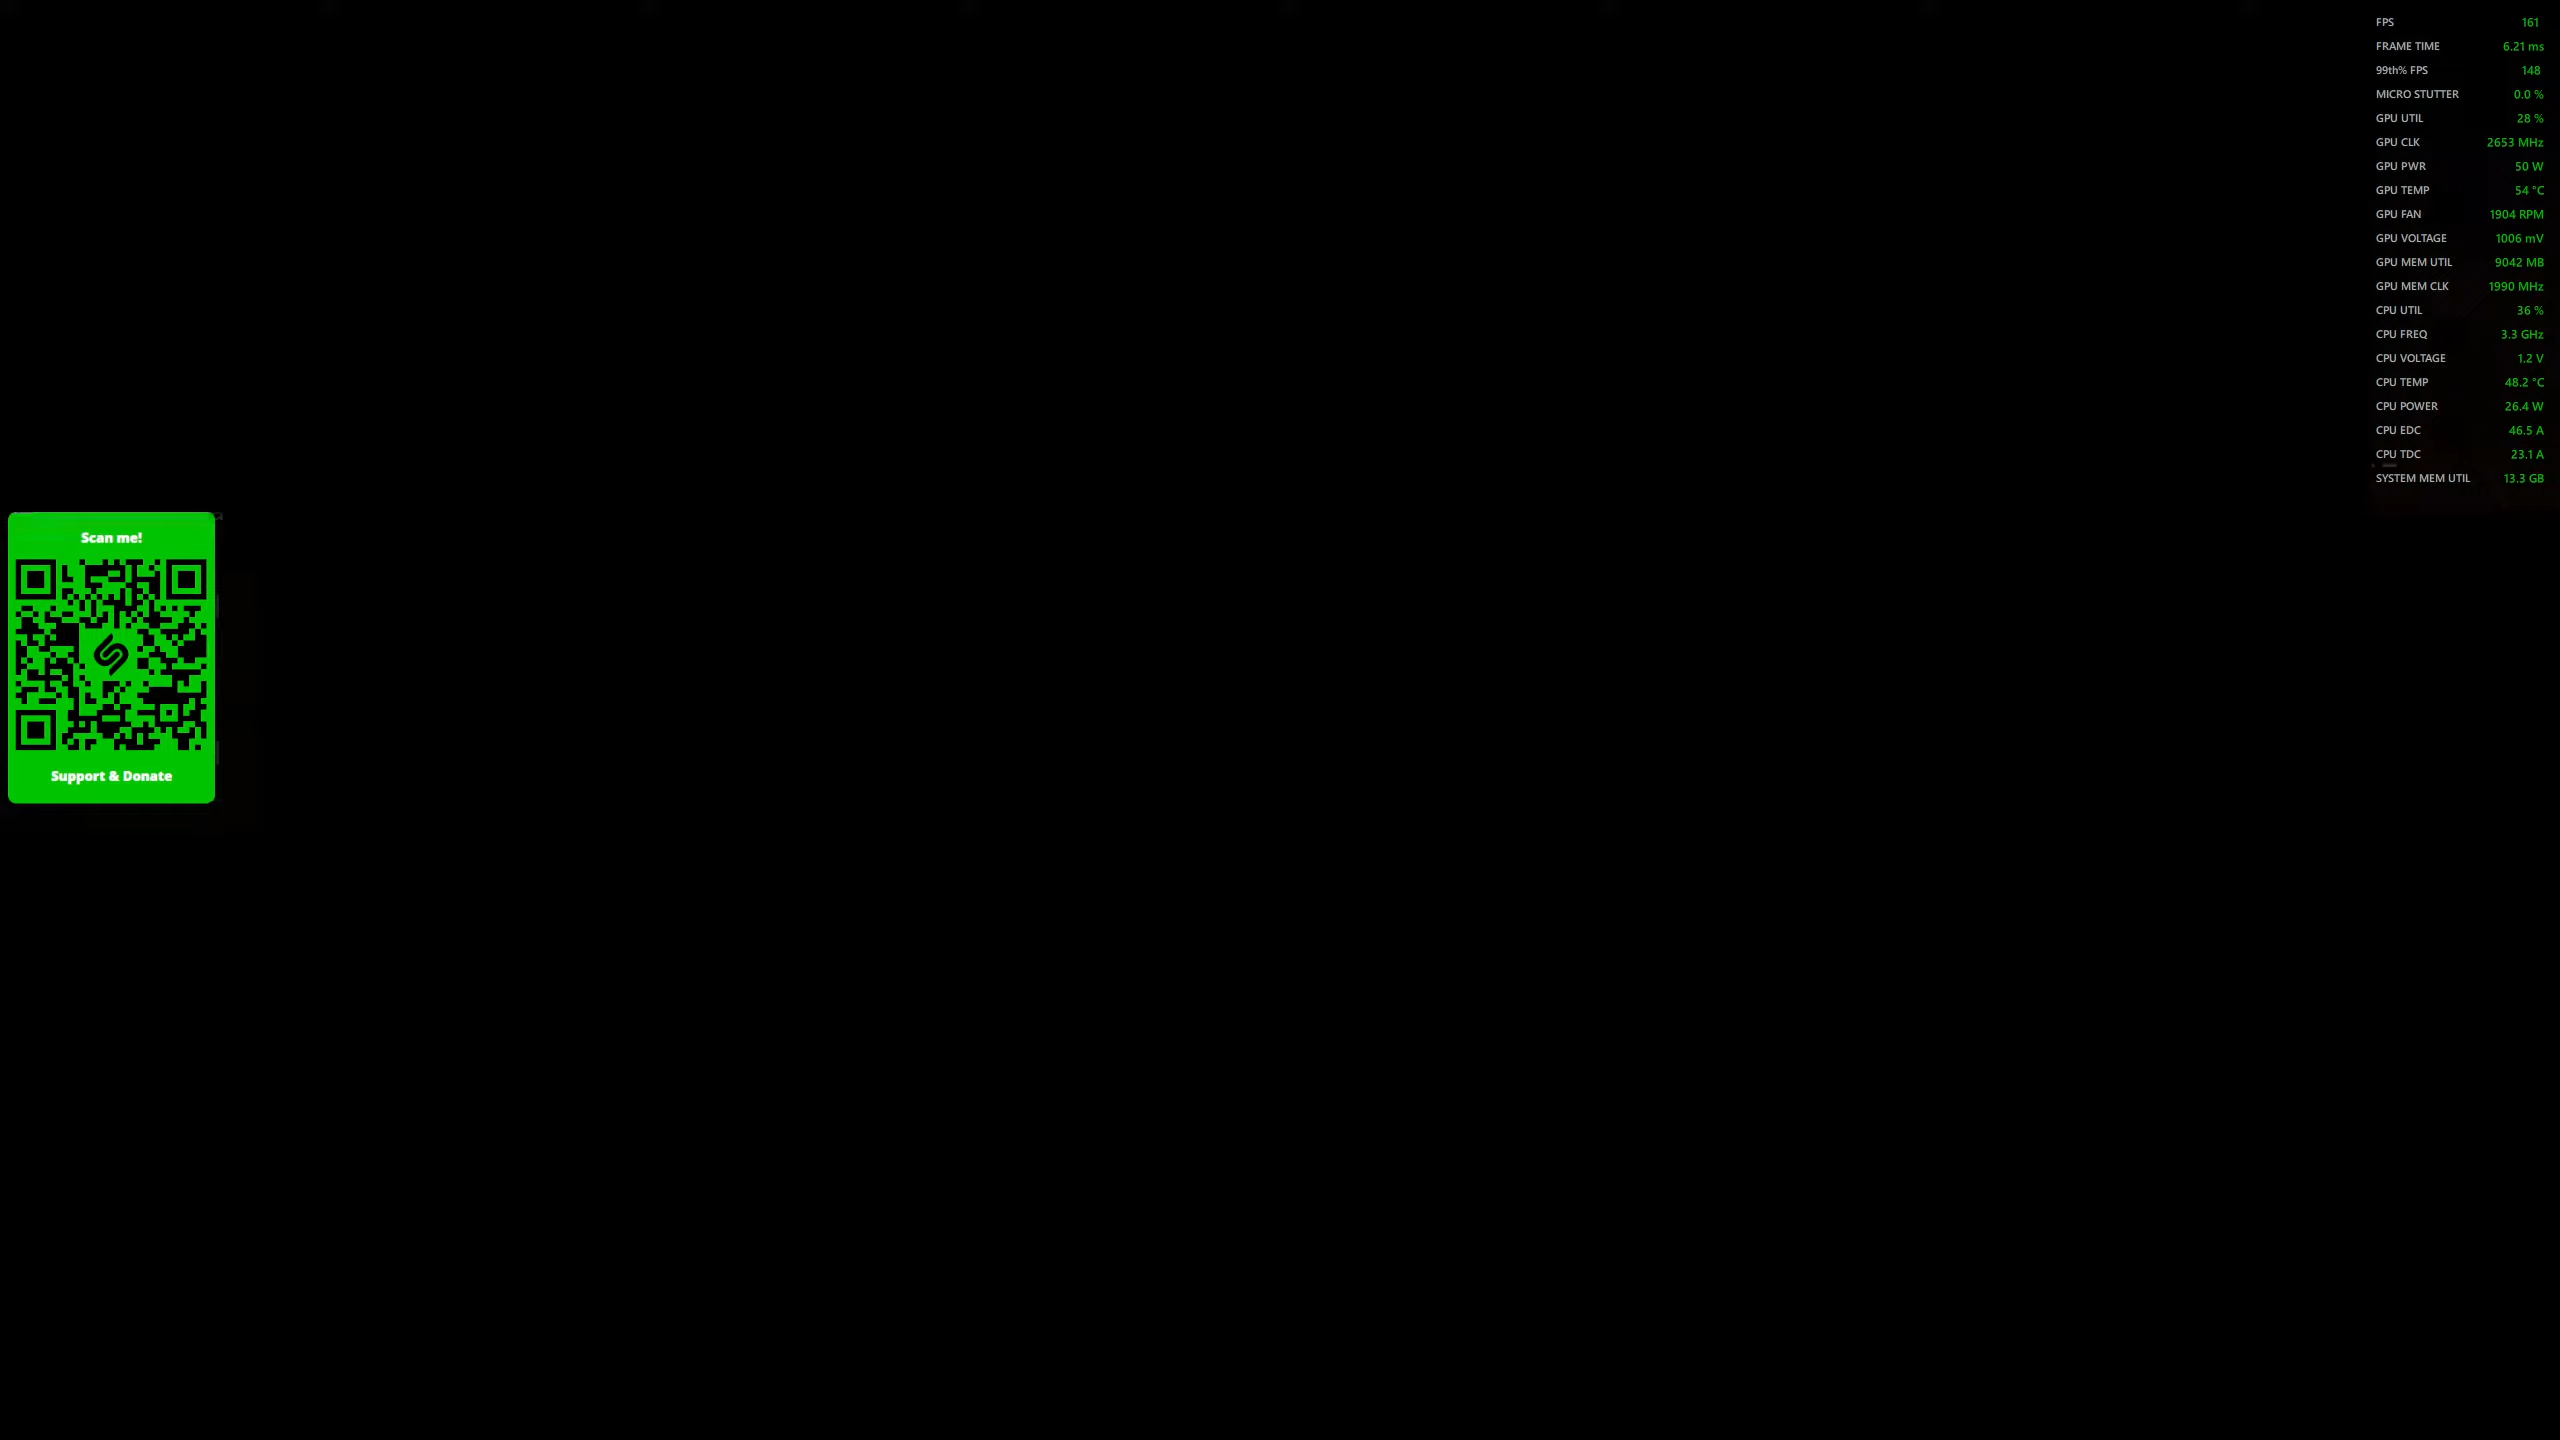 FPS 161
FRAME TIME 6.21 ms
99th% FPS 148
MICRO STUTTER 0.0 %
GPU UTIL 28 %
GPU CLK 2653 MHz
GPU PWR 50 W
GPU TEMP 54 °C
GPU FAN 1904 RPM
GPU VOLTAGE 1006 mV
GPU MEM UTIL 9042 MB
GPU MEM CLK 1990 MHz
CPU UTIL 36 %
CPU FREQ 3.3 GHz
CPU VOLTAGE 1.2 V
CPU TEMP 48.2 °C
CPU POWER 26.4 W
CPU EDC 46.5 A
CPU TDC 23.1 A
SYSTEM MEM UTIL 13.3 GB
Scan me!
Support & Donate